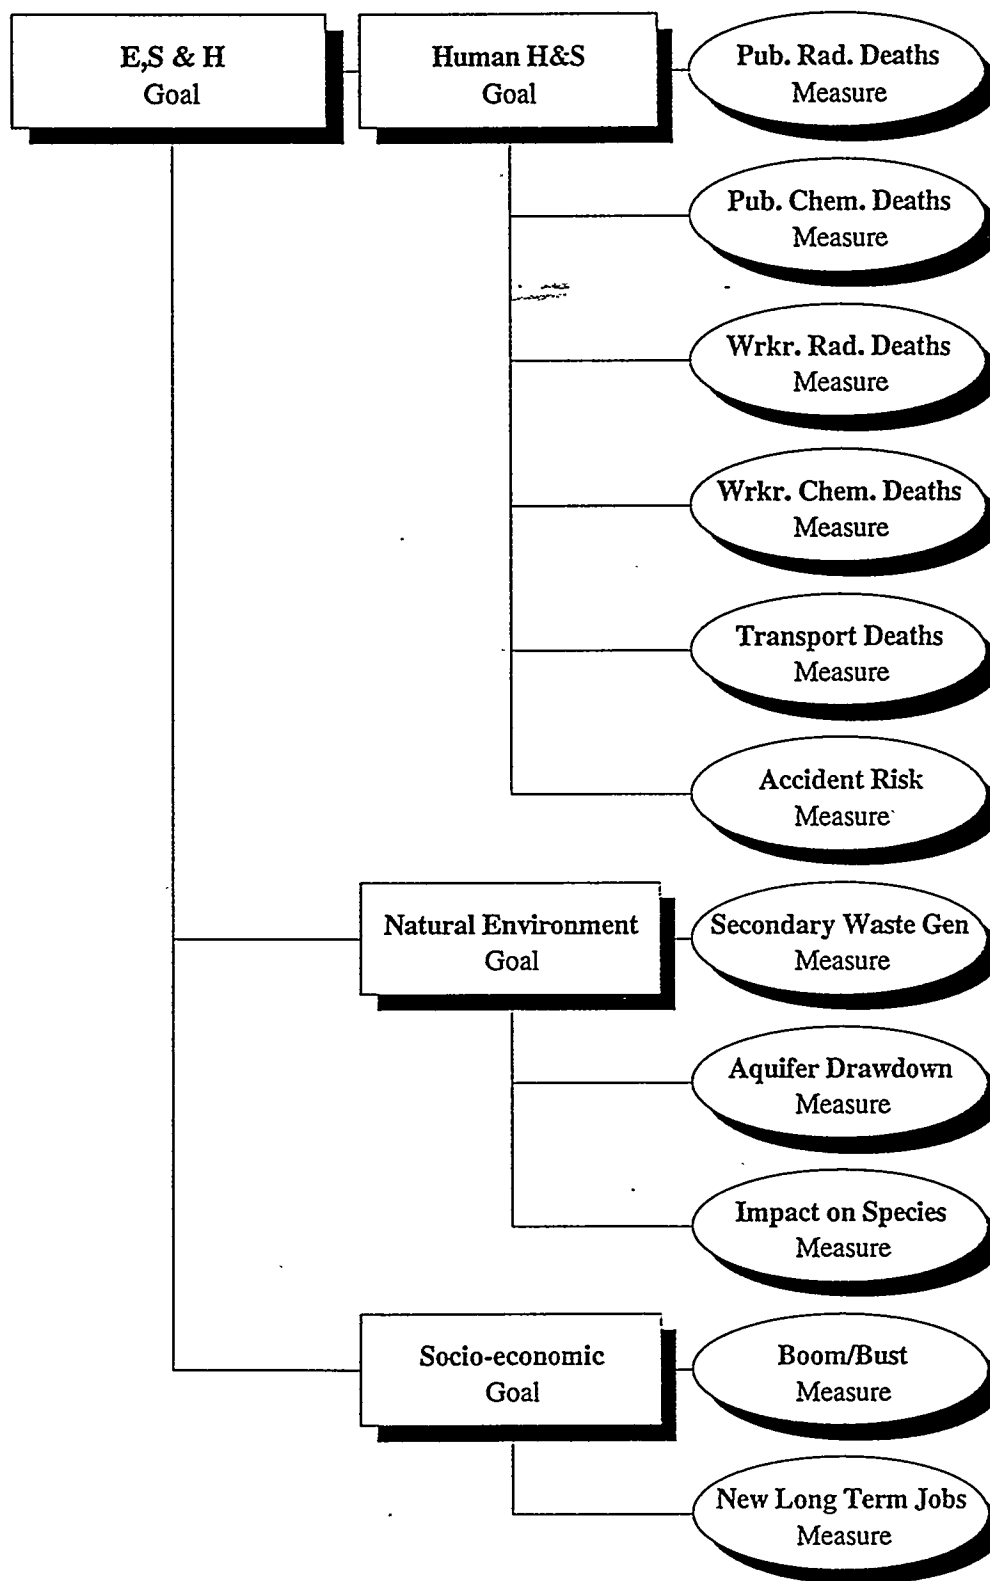 E,S & H
Goal
Human H&S
Goal
Pub. Rad. Deaths
Measure
Pub. Chem. Deaths
Measure
Wrkr. Rad. Deaths
Measure
Wrkr. Chem. Deaths
Measure
Transport Deaths
Measure
Accident Risk
Measure
Natural Environment
Goal
Secondary Waste Gen
Measure
Aquifer Drawdown
Measure
Impact on Species
Measure
Socio-economic
Goal
Boom/Bust
Measure
New Long Term Jobs
Measure